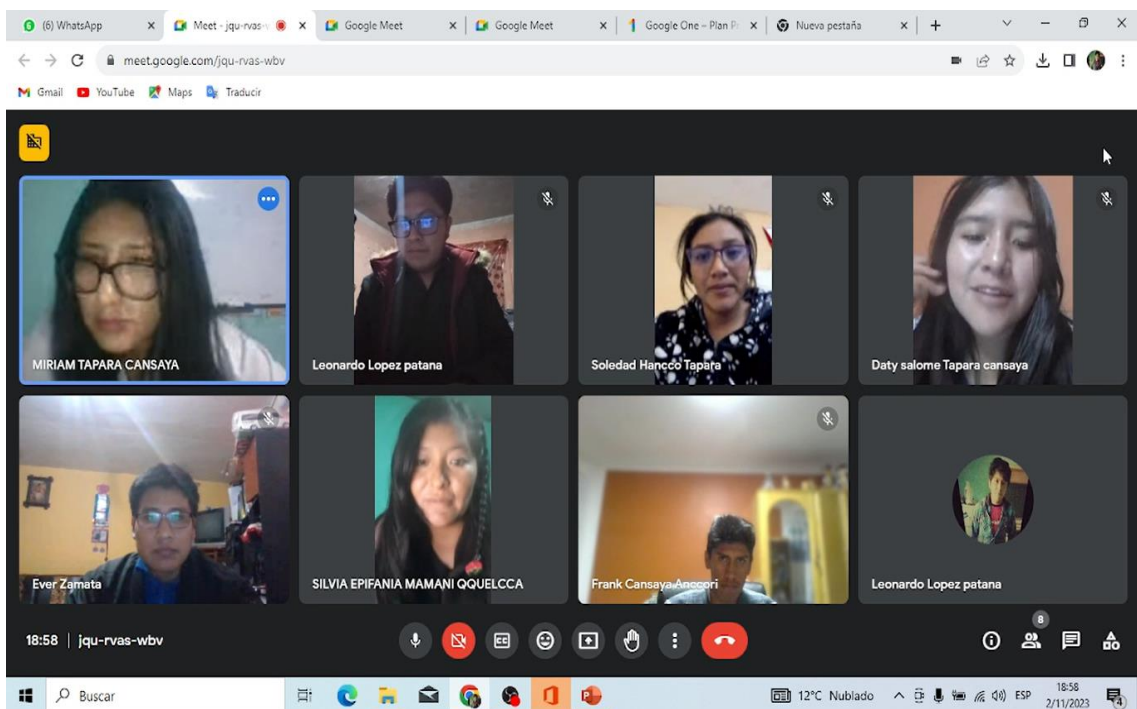 (6) WhatsApp
Meet - jqu-rvas-w
Google Meet
Google Meet
Google One – Plan P
Nueva pestaña
meet.google.com/jqu-rvas-wbv
Gmail YouTube Maps Traducir
MIRIAM TAPARA CANSAYA
Leonardo Lopez patana
Soledad Hancco Tapara
Daty salome Tapara cansaya
Ever Zamata
SILVIA EPIFANIA MAMANI QQUELCCA
Frank Cansaya Anccori
Leonardo Lopez patana
18:58 | jqu-rvas-wbv
CC
8
Buscar
12°C Nublado
ESP
18:58
2/11/2023
4